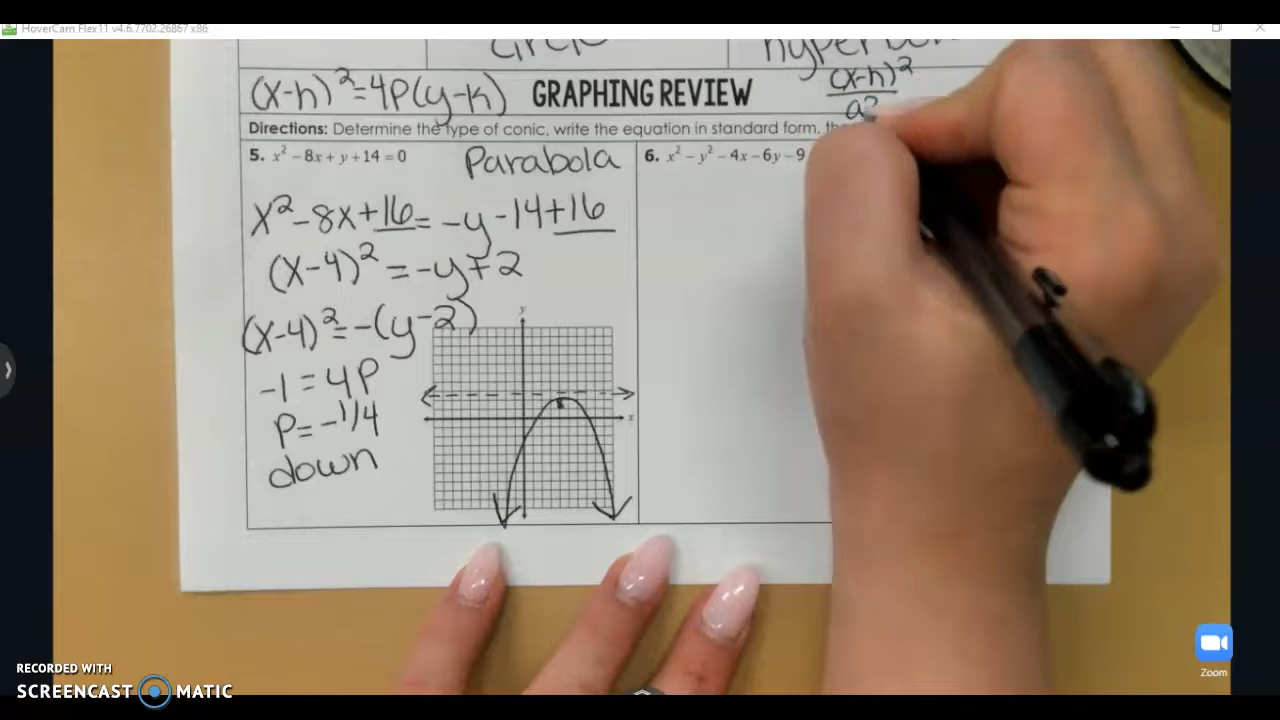 HoverCam Flex11 v4.6.7702.26867 x86
circle
(x-h)²=4p(y-k) GRAPHING REVIEW (x-h)²
a²
Directions: Determine the type of conic, write the equation in standard form,
5. x² − 8x + y + 14 = 0 Parabola
x²-8x+16= -y-14+16
(x-4)² = -y+2
(x-4)²= -(y-2)
-1 = 4P
P= -1/4
down
y
x
6. x² − y² − 4x − 6y − 9
Zoom
RECORDED WITH
SCREENCAST MATIC